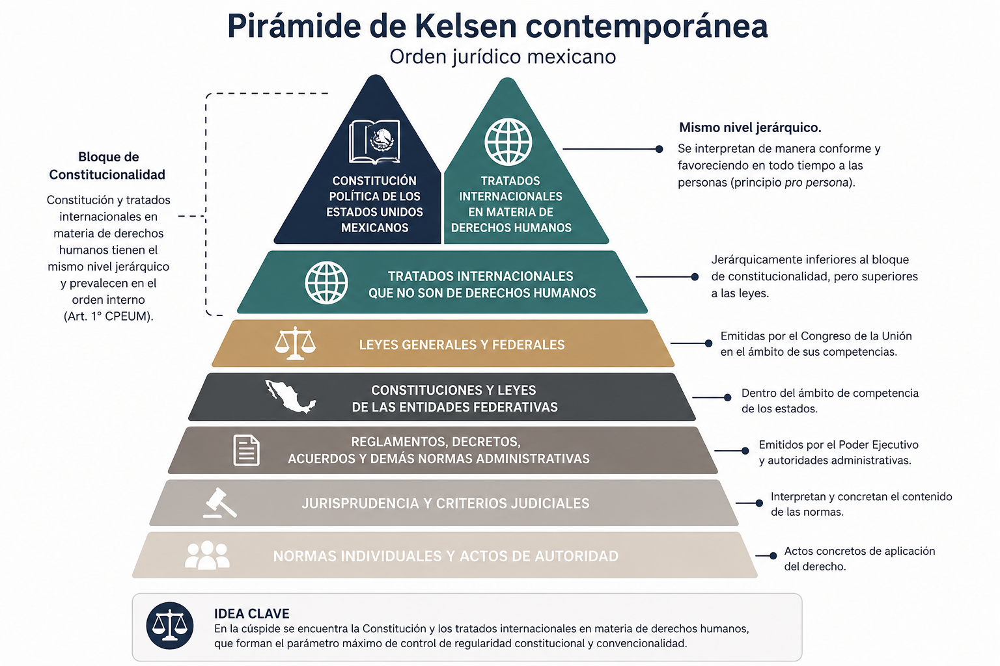 Pirámide de Kelsen contemporánea
Orden jurídico mexicano
Bloque de
Constitucionalidad
Constitución y tratados
internacionales en
materia de derechos
humanos tienen el
mismo nivel jerárquico
y prevalecen en el
orden interno
(Art. 1° CPEUM).
CONSTITUCIÓN
POLÍTICA DE LOS
ESTADOS UNIDOS
MEXICANOS
TRATADOS
INTERNACIONALES
EN MATERIA DE
DERECHOS HUMANOS
Mismo nivel jerárquico.
Se interpretan de manera conforme y
favoreciendo en todo tiempo a las
personas (principio pro persona).
TRATADOS INTERNACIONALES
QUE NO SON DE DERECHOS HUMANOS
Jerárquicamente inferiores al bloque
de constitucionalidad, pero superiores
a las leyes.
LEYES GENERALES Y FEDERALES
Emitidas por el Congreso de la Unión
en el ámbito de sus competencias.
CONSTITUCIONES Y LEYES
DE LAS ENTIDADES FEDERATIVAS
Dentro del ámbito de competencia
de los estados.
REGLAMENTOS, DECRETOS,
ACUERDOS Y DEMÁS NORMAS ADMINISTRATIVAS
Emitidos por el Poder Ejecutivo
y autoridades administrativas.
JURISPRUDENCIA Y CRITERIOS JUDICIALES
Interpretan y concretan el contenido
de las normas.
NORMAS INDIVIDUALES Y ACTOS DE AUTORIDAD
Actos concretos de aplicación
del derecho.
IDEA CLAVE
En la cúspide se encuentra la Constitución y los tratados internacionales en materia de derechos humanos,
que forman el parámetro máximo de control de regularidad constitucional y convencionalidad.